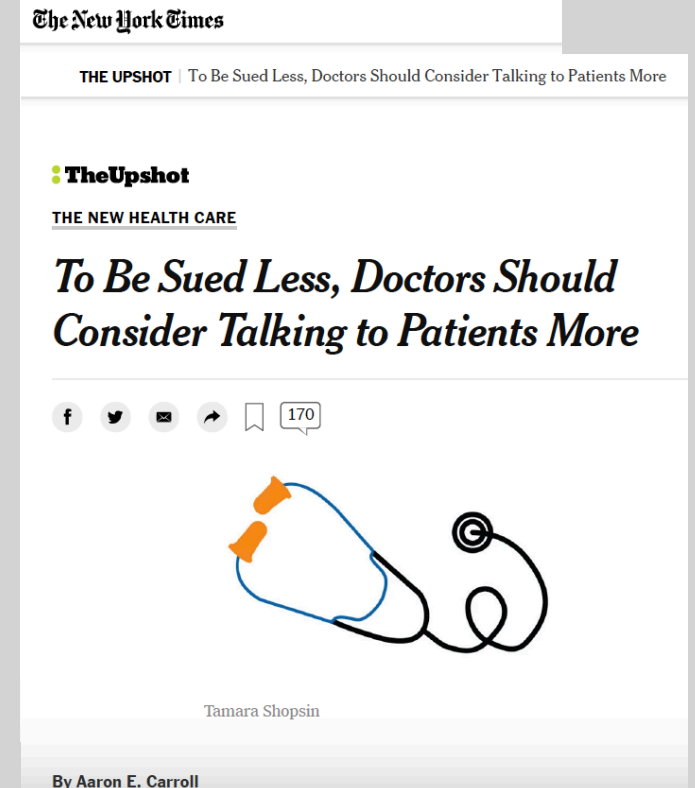 The New York Times
THE UPSHOT | To Be Sued Less, Doctors Should Consider Talking to Patients More
TheUpshot
THE NEW HEALTH CARE
To Be Sued Less, Doctors Should
Consider Talking to Patients More
170
Tamara Shopsin
By Aaron E. Carroll